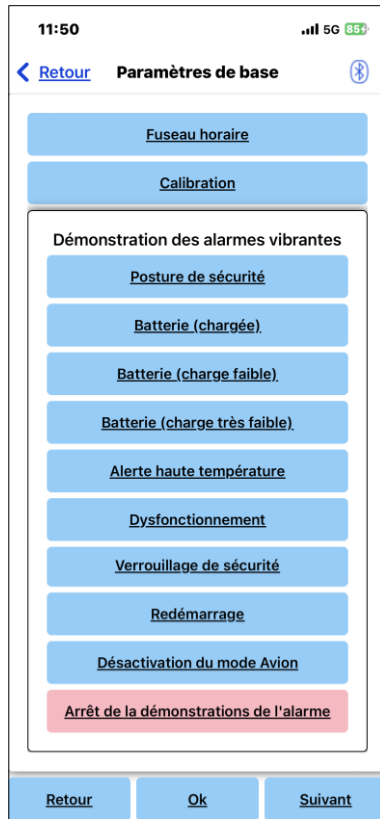 11:50 5G 85
Retour Paramètres de base
Fuseau horaire
Calibration
Démonstration des alarmes vibrantes
Posture de sécurité
Batterie (chargée)
Batterie (charge faible)
Batterie (charge très faible)
Alerte haute température
Dysfonctionnement
Verrouillage de sécurité
Redémarrage
Désactivation du mode Avion
Arrêt de la démonstrations de l'alarme
Retour Ok Suivant